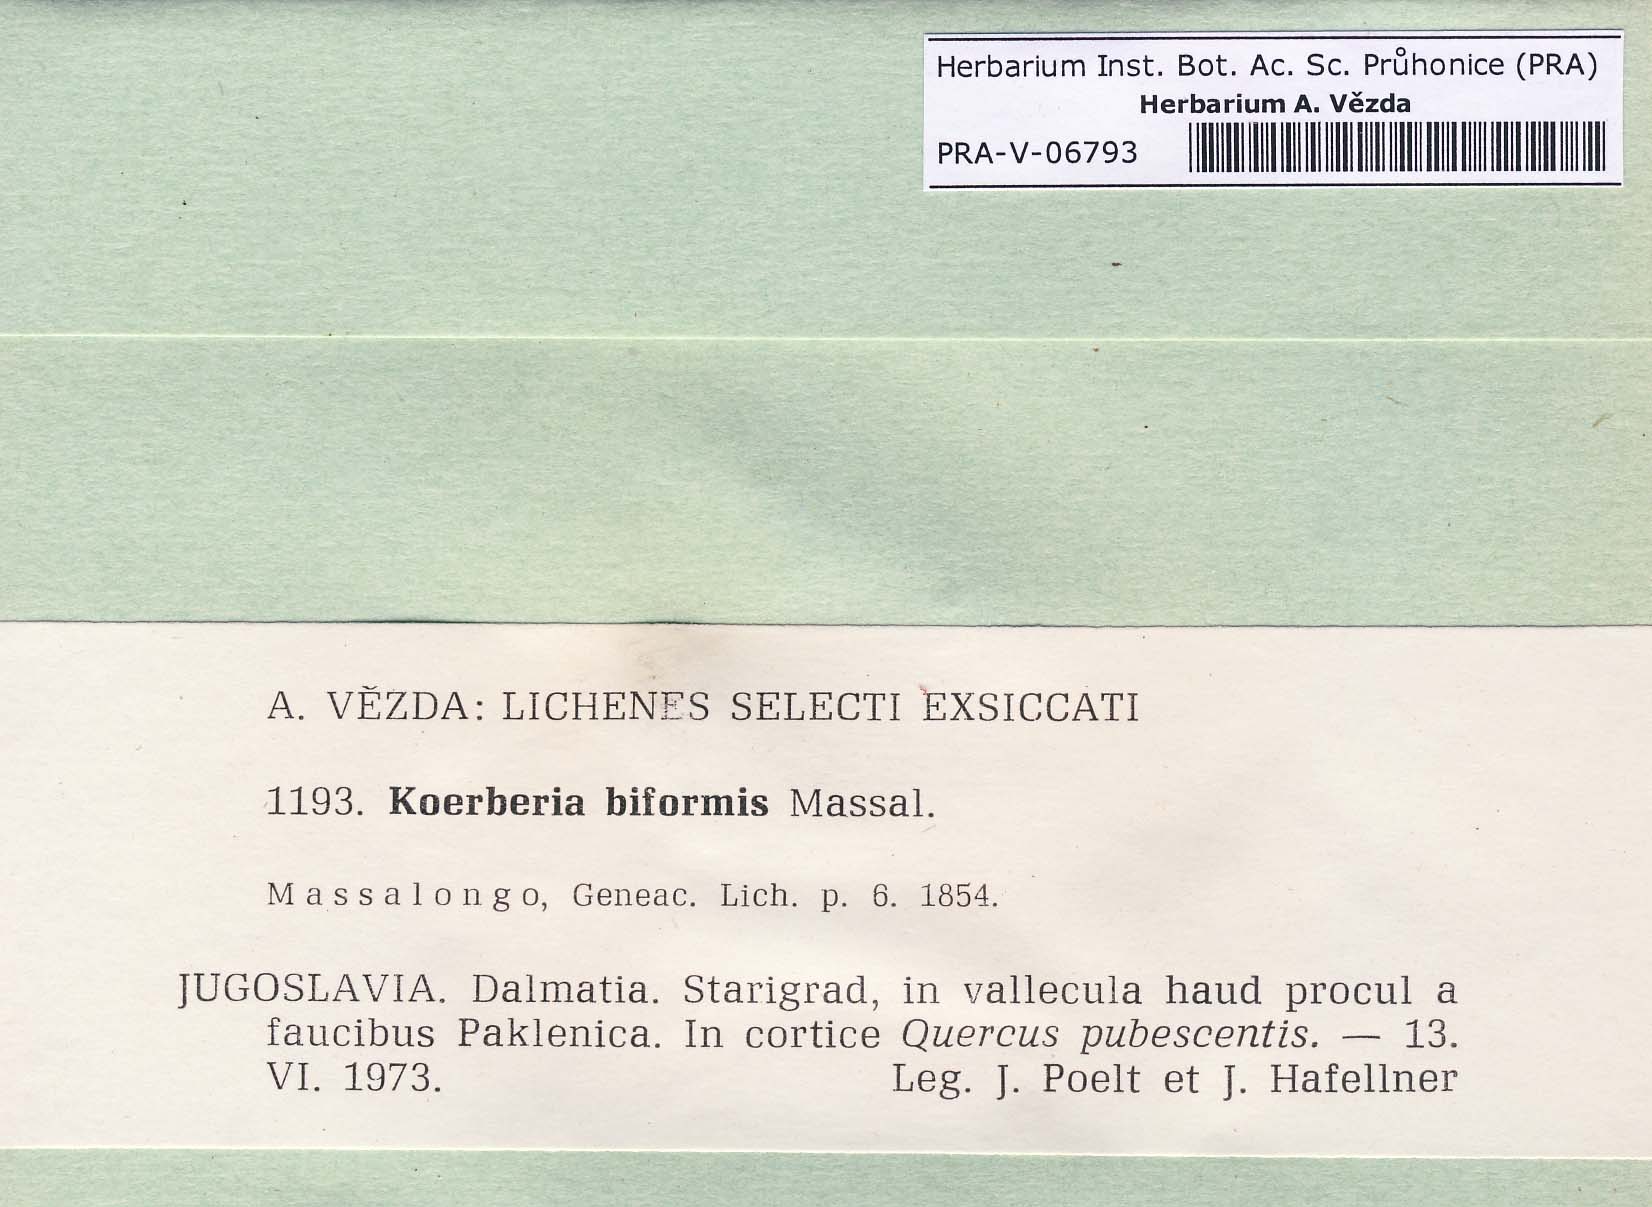 Herbarium Inst. Bot. Ac. Sc. Průhonice (PRA)
Herbarium A. Vězda
PRA-V-06793
A. VĚZDA: LICHENES SELECTI EXSICCATI
1193. Koerberia biformis Massal.
Massalongo, Geneac. Lich. p. 6. 1854.
JUGOSLAVIA. Dalmatia. Starigrad, in vallecula haud procul a
faucibus Paklenica. In cortice Quercus pubescentis. — 13.
VI. 1973. Leg. J. Poelt et J. Hafellner